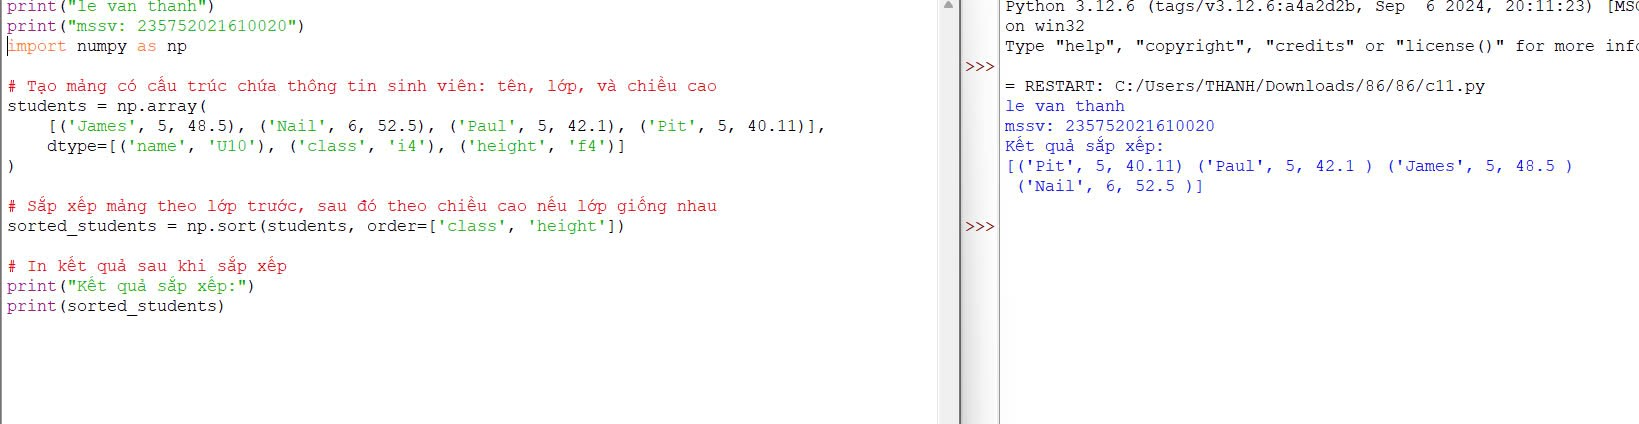 print("le van thanh")
print("mssv: 235752021610020")
import numpy as np
# Tạo mảng có cấu trúc chứa thông tin sinh viên: tên, lớp, và chiều cao
students = np.array(
    [('James', 5, 48.5), ('Nail', 6, 52.5), ('Paul', 5, 42.1), ('Pit', 5, 40.11)],
    dtype=[('name', 'U10'), ('class', 'i4'), ('height', 'f4')]
)
# Sắp xếp mảng theo lớp trước, sau đó theo chiều cao nếu lớp giống nhau
sorted_students = np.sort(students, order=['class', 'height'])
# In kết quả sau khi sắp xếp
print("Kết quả sắp xếp:")
print(sorted_students)
Python 3.12.6 (tags/v3.12.6:a4a2d2b, Sep  6 2024, 20:11:23) [MSC
on win32
Type "help", "copyright", "credits" or "license()" for more info
>>>
= RESTART: C:/Users/THANH/Downloads/86/86/c11.py
le van thanh
mssv: 235752021610020
Kết quả sắp xếp:
[('Pit', 5, 40.11) ('Paul', 5, 42.1 ) ('James', 5, 48.5 )
 ('Nail', 6, 52.5 )]
>>>